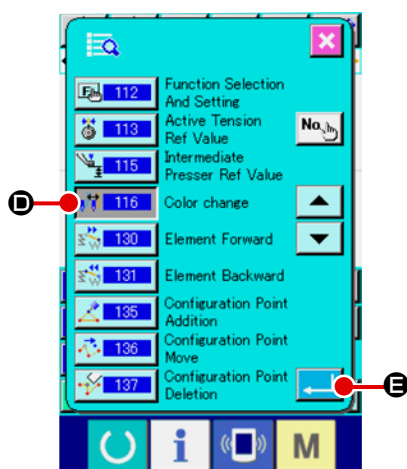 112 Function Selection
And Setting
113 Active Tension
Ref Value
No.
115 Intermediate
Presser Ref Value
D
116 Color change
130 Element Forward
131 Element Backward
135 Configuration Point
Addition
136 Configuration Point
Move
137 Configuration Point
Deletion
E
i
M